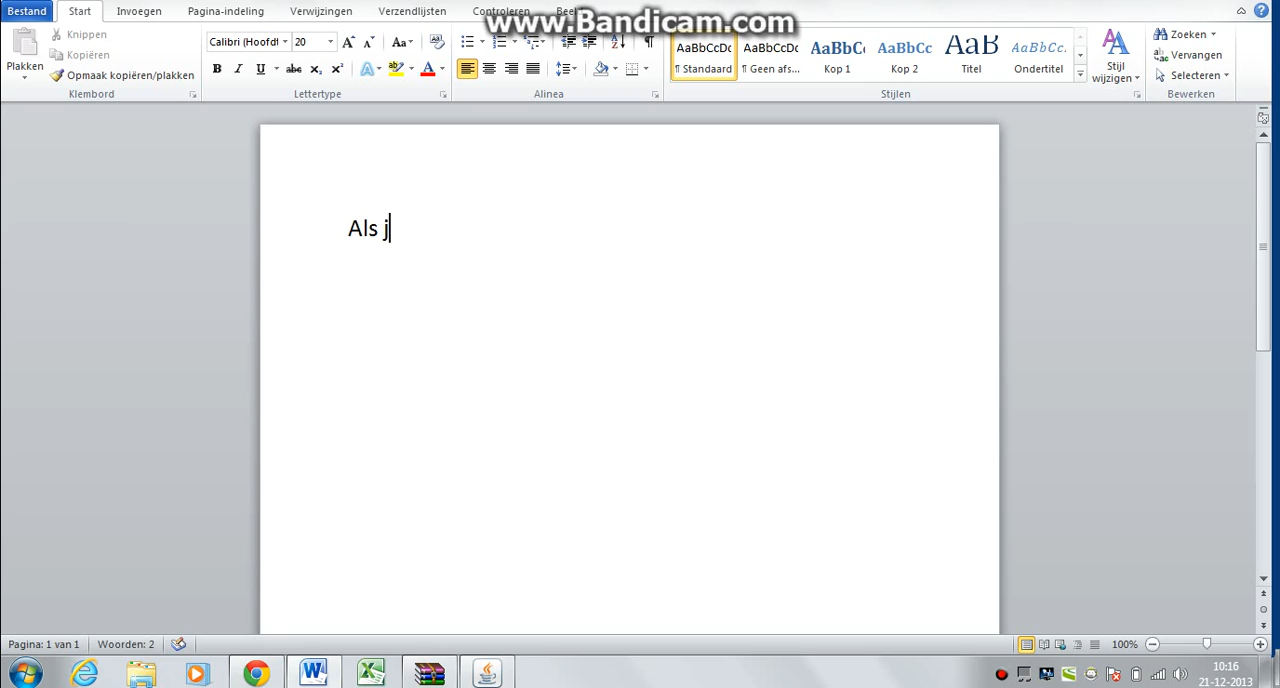 www.Bandicam.com
Bestand Start Invoegen Pagina-indeling Verwijzingen Verzendlijsten Controleren
Knippen
Kopiëren
Opmaak kopiëren/plakken
Plakken
Klembord
Calibri (Hoofdt 20
Lettertype
Alinea
AaBbCcDc AaBbCcDc AaBbC AaBbCc AaB AaBbCc.
¶ Standaard ¶ Geen afs... Kop 1 Kop 2 Titel Ondertitel
Stijlen
Stijl
wijzigen
Zoeken
Vervangen
Selecteren
Bewerken
Als j
Pagina: 1 van 1 Woorden: 2 100%
10:16
21-12-2013